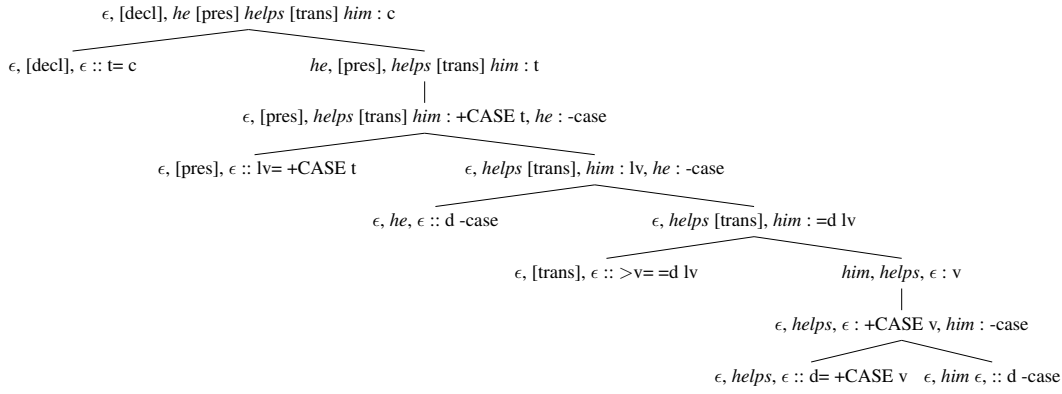 ϵ, [decl], he [pres] helps [trans] him : c
ϵ, [decl], ϵ :: t= c he, [pres], helps [trans] him : t
ϵ, [pres], helps [trans] him : +CASE t, he : -case
ϵ, [pres], ϵ :: lv= +CASE t ϵ, helps [trans], him : lv, he : -case
ϵ, he, ϵ :: d -case ϵ, helps [trans], him : =d lv
ϵ, [trans], ϵ :: >v= =d lv him, helps, ϵ : v
ϵ, helps, ϵ : +CASE v, him : -case
ϵ, helps, ϵ :: d= +CASE v ϵ, him ϵ, :: d -case